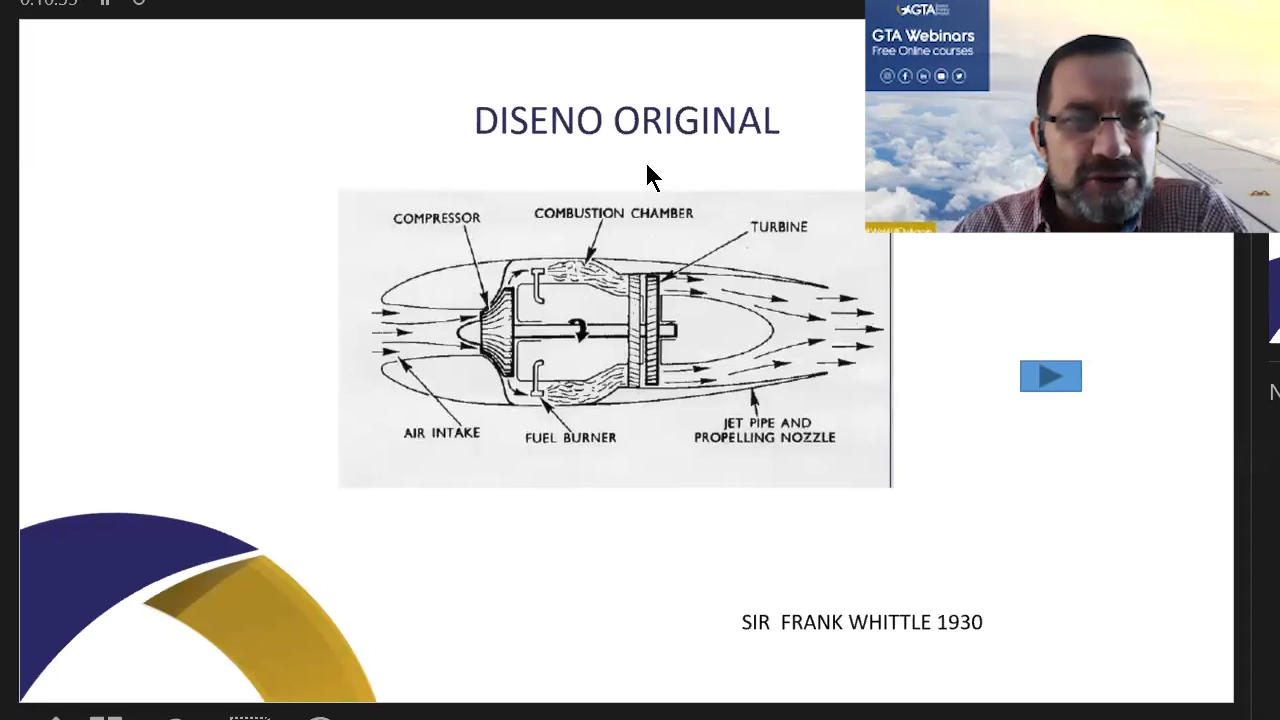 GTA
GTA Webinars
Free Online courses
DISENO ORIGINAL
COMPRESSOR
COMBUSTION CHAMBER
TURBINE
AIR INTAKE
FUEL BURNER
JET PIPE AND
PROPELLING NOZZLE
SIR FRANK WHITTLE 1930